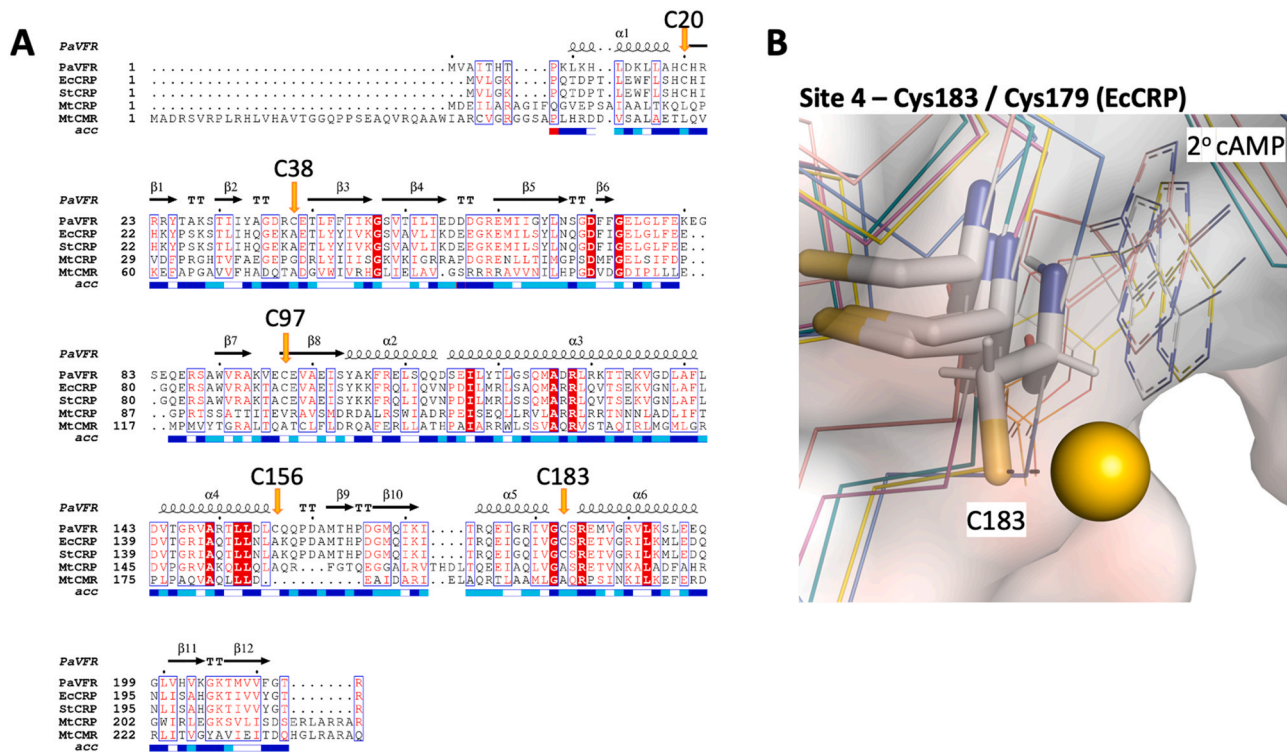 A
PaVFR α1 C20
PaVFR 1 ................................MVAITHT....PKLKH..LDKLLAHCHR
EcCRP 1 ..................................MVLGK....PQTDPT.LEWFLSHCHI
StCRP 1 ..................................MVLGK....PQTDPT.LEWFLSHCHI
MtCRP 1 ................................MDEILARAGIFQGVEPSAIAALTKQLQP
MtCMR 1 MADRSVRPLRHLVHAVTGGQPPSEAQVRQAAWIARCVGRGGSAPLHRDD.VSALAETLQV
acc
C38
PaVFR β1 TT β2 TT β3 β4 TT β5 β6
PaVFR 23 RRYTAKSTIIYAGDRCETLFFIIKGSVTILIEDDDGREMIIGYLNSGDFFGELGLFEKEG
EcCRP 22 HKYPSKSTLIHQGEKAETLYYIVKGSVAVLIKDEEGKEMILSYLNQGDFIGELGLFEE..
StCRP 22 HKYPSKSTLIHQGEKAETLYYIVKGSVAVLIKDEEGKEMILSYLNQGDFIGELGLFEE..
MtCRP 29 VDFPRGHTVFAEGEPGDRLYIIISGKVKIGRRAPDGRENLLTIMGPSDMFGELSIFDP..
MtCMR 60 KEFAPGAVVFHADQTADGVWIVRHGLIELAVG.SRRRRAVVNILHPGDVDGDIPLLLE..
acc
C97
PaVFR β7 β8 α2 α3
PaVFR 83 SEQERSAWVRAKVECEVAEISYAKFRELSQQDSEILYTLGSQMADRLRKTTRKVGDLAFL
EcCRP 80 GQERSAWVRAKTACEVAEISYKKFRQLIQVNPDILMRLSAQMARRLQVTSEKVGNLAFL
StCRP 80 GQERSAWVRAKTACEVAEISYKKFRQLIQVNPDILMRLSSQMARRLQVTSEKVGNLAFL
MtCRP 87 GPRTSSATTITEVRAVSMDRDALRSWIADRPEISEQLLRVLARRLRRTNNNLADLIFT
MtCMR 117 MPMVYTGRALTQATCLFLDRQAFERLLATHPAIARRWLSSVAQRVSTAQIRLMGMLGR
acc
C156 C183
PaVFR α4 TT β9 TT β10 α5 α6
PaVFR 143 DVTGRVARTLLDLCQQPDAMTHPDGMQIKI....TRQEIGRIVGCSREMVGRVLKSLEEQ
EcCRP 139 DVTGRIAQTLLNLAKQPDAMTHPDGMQIKI....TRQEIGQIVGCSRETVGRILKMLEDQ
StCRP 139 DVTGRIAQTLLNLAKQPDAMTHPDGMQIKI....TRQEIGQIVGCSRETVGRILKMLEDQ
MtCRP 145 DVPGRVAKQLLQLAQR...FGTQEGGALRVTHDLTQEEIAQLVGASRETVNKALADFAHR
MtCMR 175 PLPAQVAQLLLDL............EAIDARI..ELAQRTLAAMLGAQRPSINKILKEFERD
acc
PaVFR β11 TT β12
PaVFR 199 GLVHVKGKTMVVFGT.......R
EcCRP 195 NLISAHGKTIVVYGT.......R
StCRP 195 NLISAHGKTIVVYGT.......R
MtCRP 202 GWIRLEGKSVLISDSERLARRAR
MtCMR 222 RLITVGYAVIEITDQHGLRARAQ
acc
B
Site 4 – Cys183 / Cys179 (EcCRP)
2º cAMP
C183